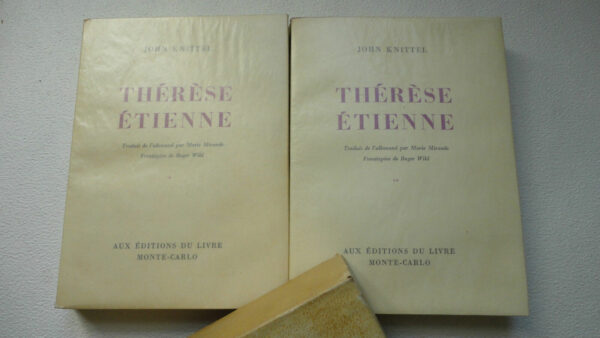 JOHN KNITTEL
THÉRÈSE
ÉTIENNE
Traduit de l'allemand par Marie Miranda
Frontispice de Roger Wild
*
AUX ÉDITIONS DU LIVRE
MONTE-CARLO
JOHN KNITTEL
THÉRÈSE
ÉTIENNE
Traduit de l'allemand par Marie Miranda
Frontispice de Roger Wild
**
AUX ÉDITIONS DU LIVRE
MONTE-CARLO